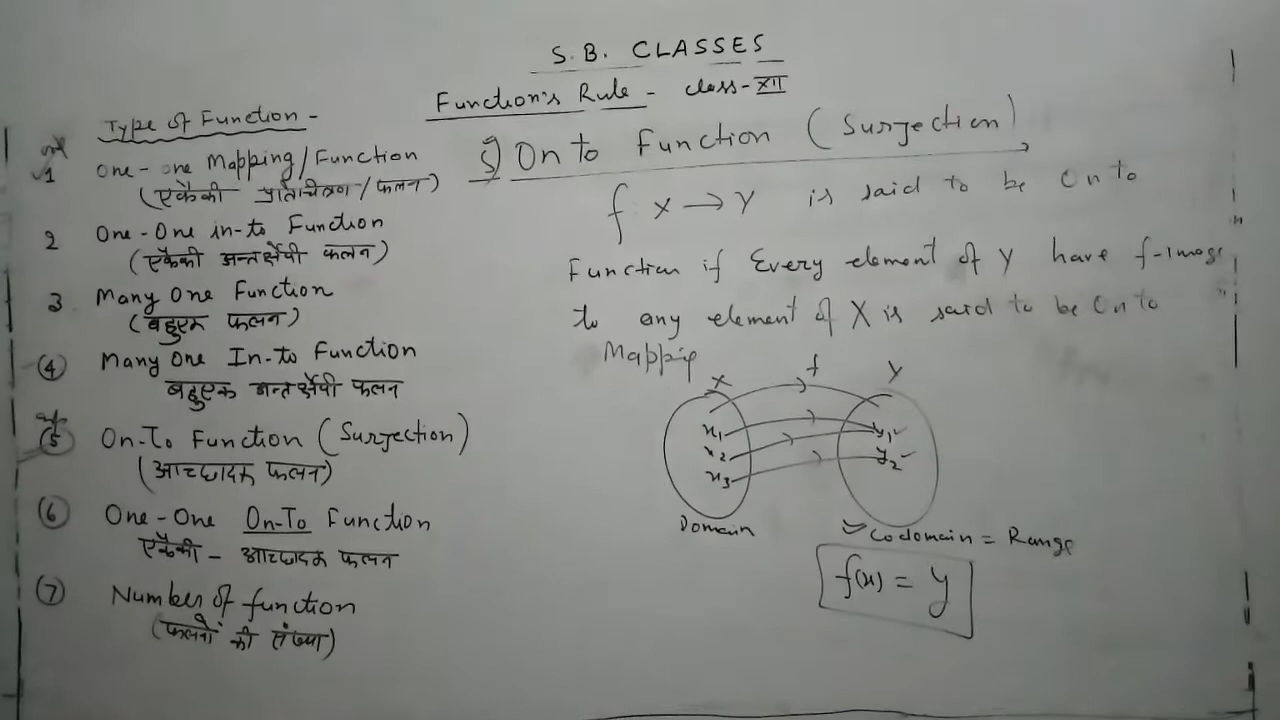 S. B. CLASSES
Function's Rule - class-XII
Type of Function -
1 One-one Mapping/Function
(एकैकी प्रतिचित्रण/फलन)
2 One-One in-to Function
(एकैकी अन्तर्क्षेपी फलन)
3 Many One Function
(बहुएक फलन)
(4) Many One In-to Function
बहुएक अन्तर्क्षेपी फलन
(5) On-To Function (Surjection)
(आच्छादक फलन)
(6) One-One On-To Function
एकैकी - आच्छादक फलन
(7) Number of function
(फलनों की संख्या)
5) On to Function (Surjection)
f X → Y is said to be On to
Function if Every element of Y have f-image
to any element of X is said to be On to "
Mappig
X f Y
x1 y1
x2 y2
x3
Domain Codomain = Range
f(x) = y